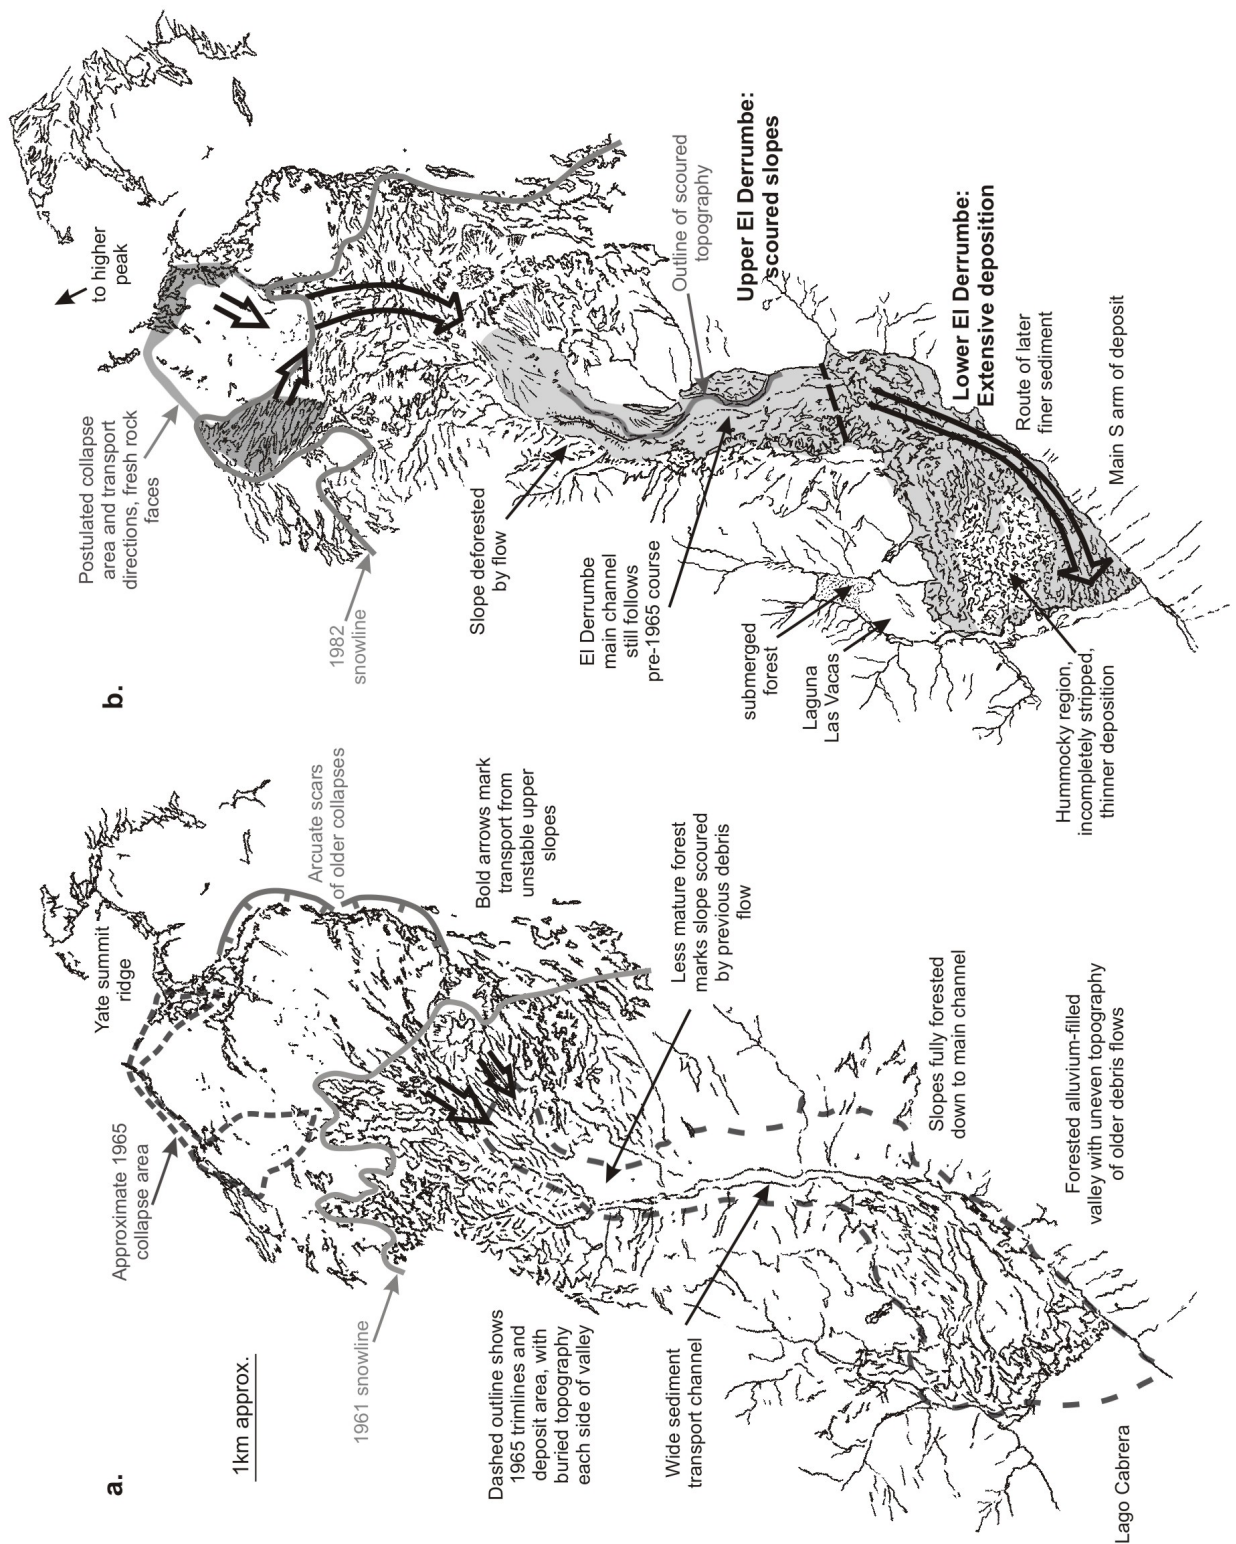 a.
1km approx.
Approximate 1965
collapse area
Yate summit
ridge
Arcuate scars
of older collapses
1961 snowline
Bold arrows mark
transport from
unstable upper
slopes
Dashed outline shows
1965 trimlines and
deposit area, with
buried topography
each side of valley
Less mature forest
marks slope scoured
by previous debris
flow
Wide sediment
transport channel
Slopes fully forested
down to main channel
Forested alluvium-filled
valley with uneven topography
of older debris flows
Lago Cabrera
b.
to higher
peak
Postulated collapse
area and transport
directions, fresh rock
faces
1982
snowline
Slope deforested
by flow
El Derrumbe
main channel
still follows
pre-1965 course
Outline of scoured
topography
Upper El Derrumbe:
scoured slopes
submerged
forest
Laguna
Las Vacas
Lower El Derrumbe:
Extensive deposition
Route of later
finer sediment
Hummocky region,
incompletely stripped,
thinner deposition
Main S arm of deposit